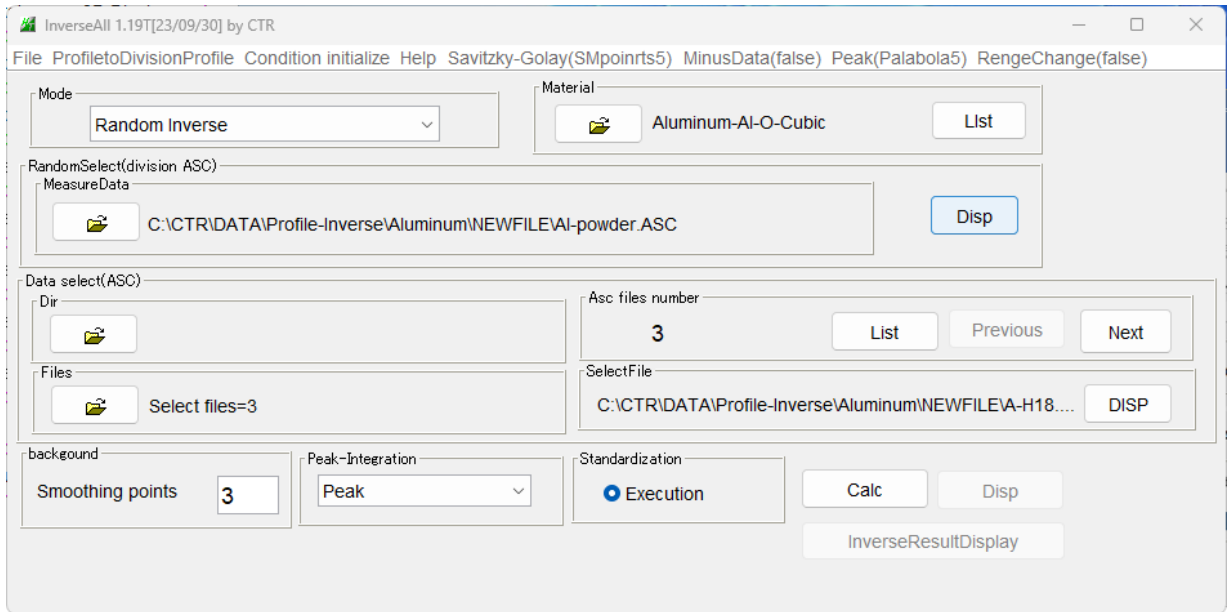 InverseAll 1.19T[23/09/30] by CTR
File ProfiletoDivisionProfile Condition initialize Help Savitzky-Golay(SMpoinrts5) MinusData(false) Peak(Palabola5) RengeChange(false)
Mode
Random Inverse
Material
Aluminum-Al-O-Cubic
LIst
RandomSelect(division ASC)
MeasureData
C:\CTR\DATA\Profile-Inverse\Aluminum\NEWFILE\Al-powder.ASC
Disp
Data select(ASC)
Dir
Asc files number
3
List
Previous
Next
Files
Select files=3
SelectFile
C:\CTR\DATA\Profile-Inverse\Aluminum\NEWFILE\A-H18....
DISP
backgound
Smoothing points
3
Peak-Integration
Peak
Standardization
Execution
Calc
Disp
InverseResultDisplay